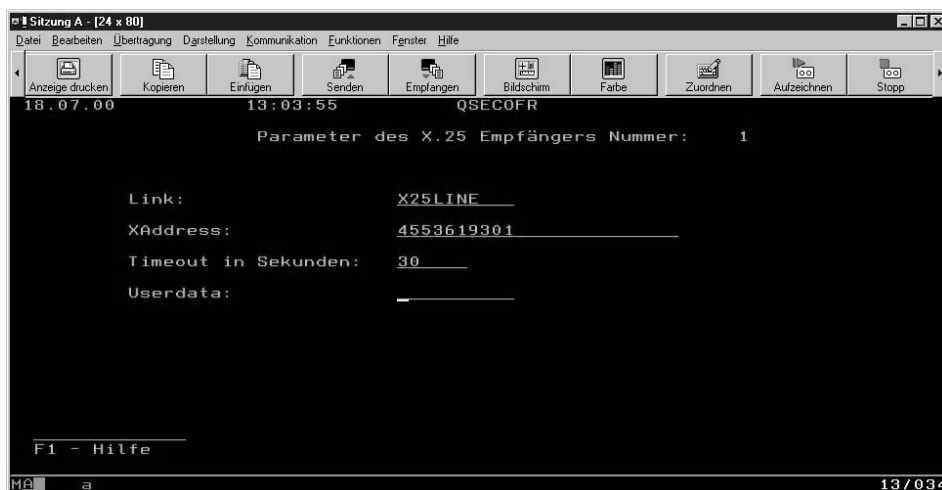 Sitzung A - [24 x 80]
Datei Bearbeiten Übertragung Darstellung Kommunikation Funktionen Fenster Hilfe
Anzeige drucken Kopieren Einfügen Senden Empfangen Bildschirm Farbe Zuordnen Aufzeichnen Stopp
18.07.00 13:03:55 QSECOFR
Parameter des X.25 Empfängers Nummer: 1
Link: X25LINE
XAddress: 4553619301
Timeout in Sekunden: 30
Userdata:
F1 - Hilfe
MA a 13/034